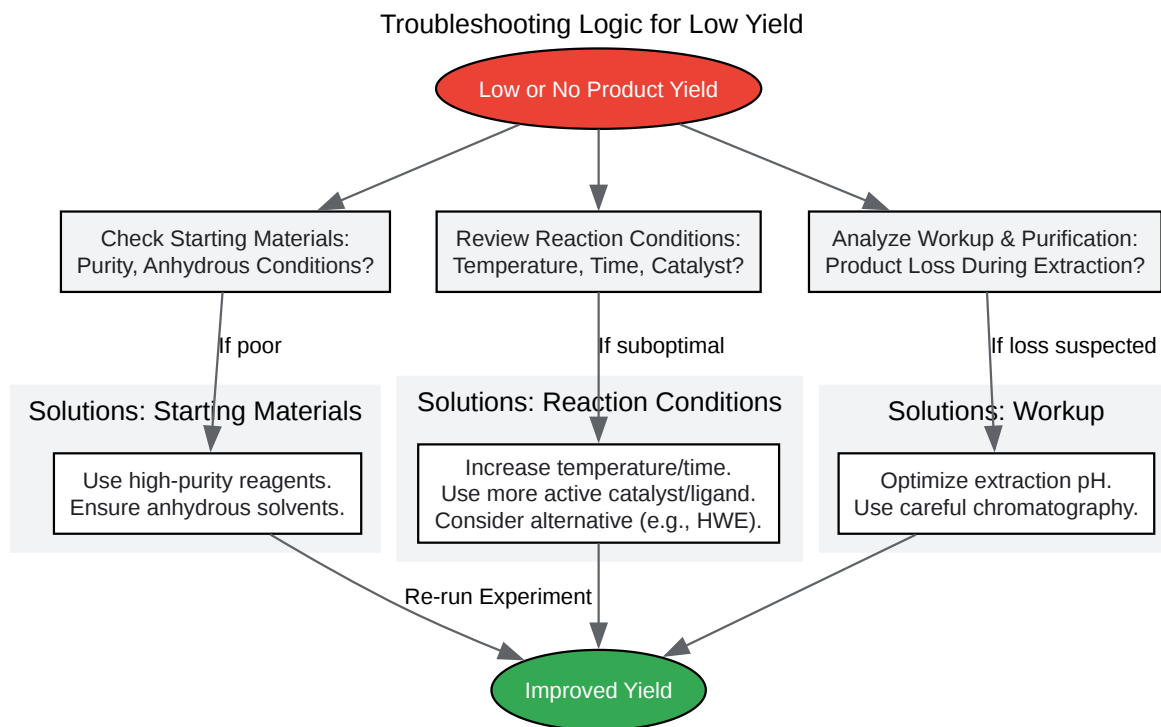 Troubleshooting Logic for Low Yield
Low or No Product Yield
Check Starting Materials:
Purity, Anhydrous Conditions?
Review Reaction Conditions:
Temperature, Time, Catalyst?
Analyze Workup & Purification:
Product Loss During Extraction?
If poor
If suboptimal
If loss suspected
Solutions: Starting Materials
Use high-purity reagents.
Ensure anhydrous solvents.
Solutions: Reaction Conditions
Increase temperature/time.
Use more active catalyst/ligand.
Consider alternative (e.g., HWE).
Solutions: Workup
Optimize extraction pH.
Use careful chromatography.
Re-run Experiment
Improved Yield